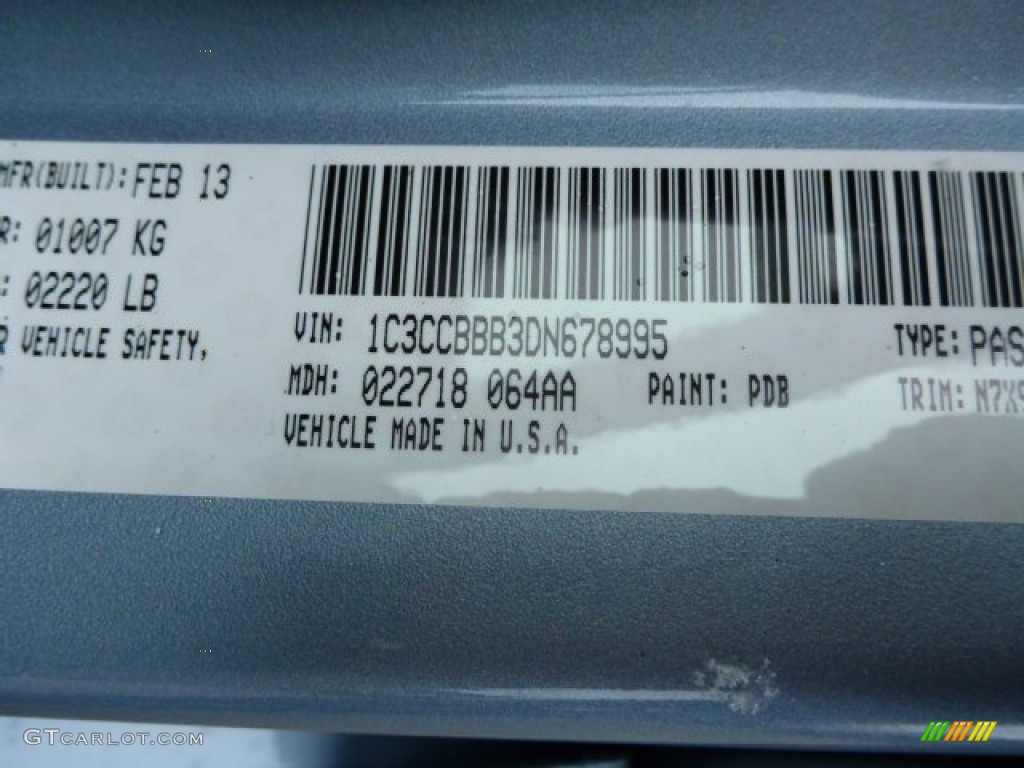 MFR(BUILT): FEB 13
R: 01007 KG
: 02220 LB
R VEHICLE SAFETY,
VIN: 1C3CCBBB3DN678995
TYPE: PAS
MDH: 022718 064AA
PAINT: PDB
TRIM: N7X9
VEHICLE MADE IN U.S.A.
GTCARLOT.COM